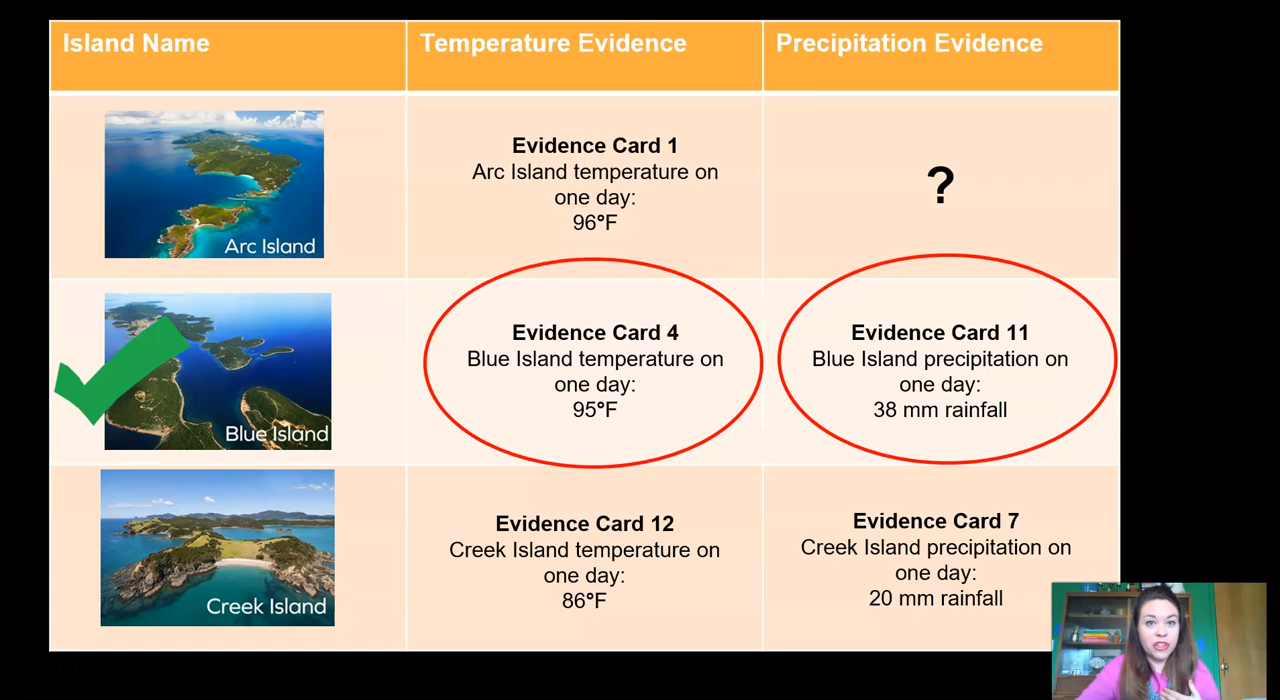 Island Name
Temperature Evidence
Precipitation Evidence
Arc Island
Evidence Card 1
Arc Island temperature on
one day:
96°F
?
Blue Island
Evidence Card 4
Blue Island temperature on
one day:
95°F
Evidence Card 11
Blue Island precipitation on
one day:
38 mm rainfall
Creek Island
Evidence Card 12
Creek Island temperature on
one day:
86°F
Evidence Card 7
Creek Island precipitation on
one day:
20 mm rainfall